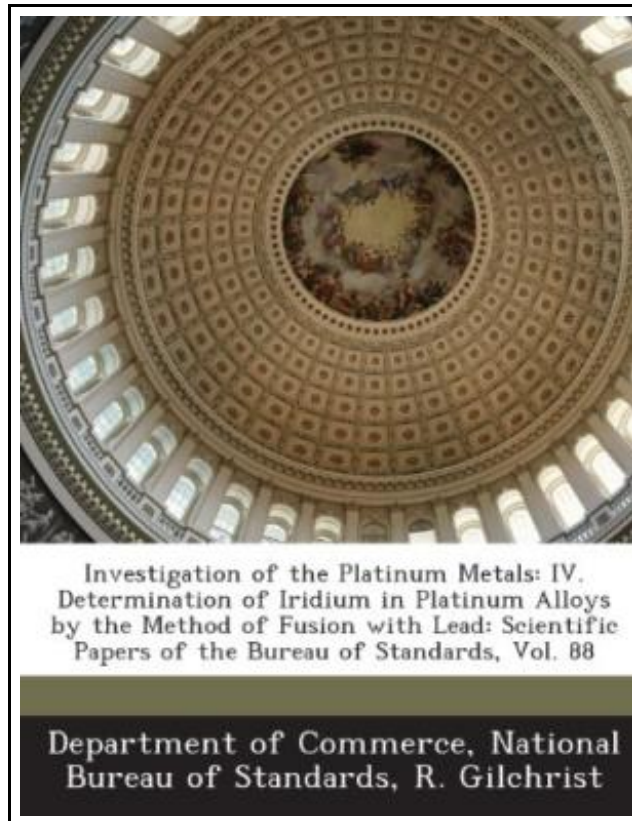 Investigation of the Platinum Metals: IV.
Determination of Iridium in Platinum Alloys
by the Method of Fusion with Lead: Scientific
Papers of the Bureau of Standards, Vol. 88
Department of Commerce, National
Bureau of Standards, R. Gilchrist